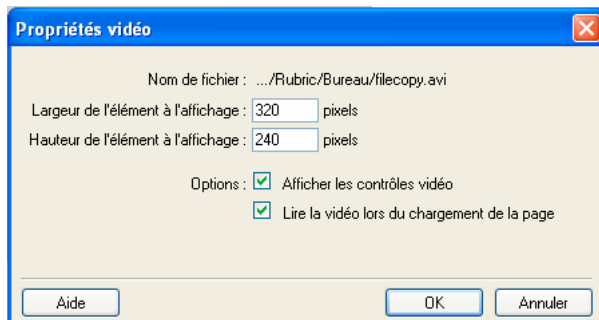 Propriétés vidéo
Nom de fichier : .../Rubric/Bureau/filecopy.avi
Largeur de l'élément à l'affichage : 320 pixels
Hauteur de l'élément à l'affichage : 240 pixels
Options : Afficher les contrôles vidéo
Lire la vidéo lors du chargement de la page
Aide OK Annuler